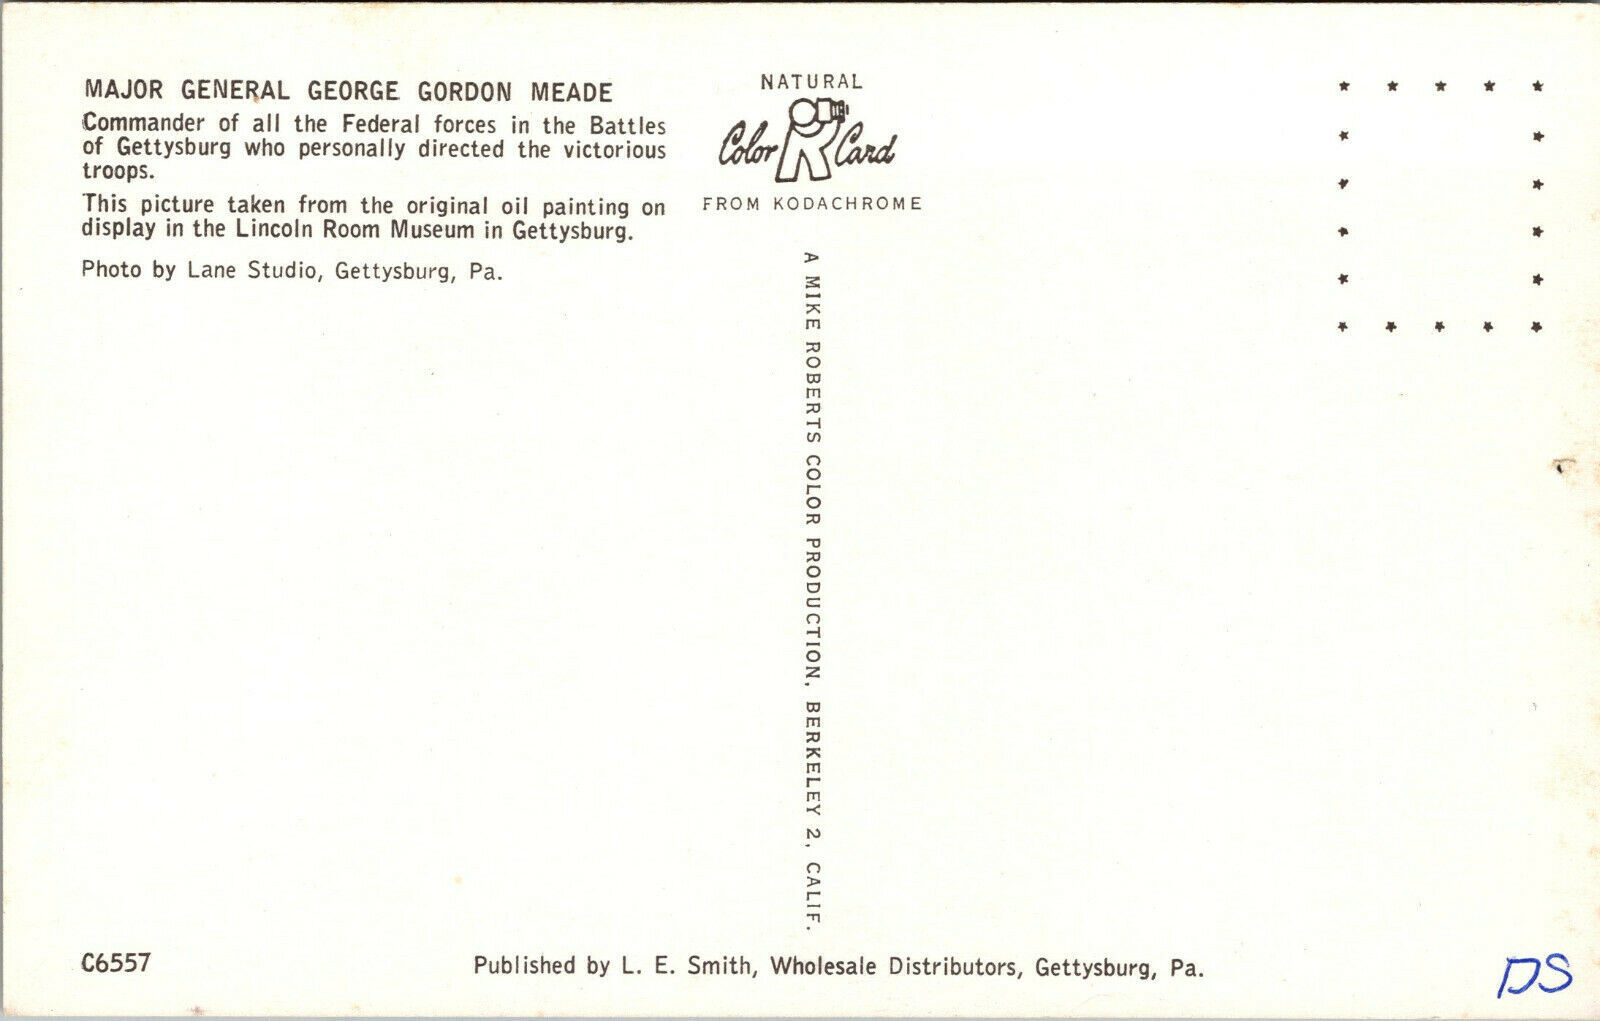 MAJOR GENERAL GEORGE GORDON MEADE
Commander of all the Federal forces in the Battles
of Gettysburg who personally directed the victorious
troops.
This picture taken from the original oil painting on
display in the Lincoln Room Museum in Gettysburg.
Photo by Lane Studio, Gettysburg, Pa.
NATURAL
Color Card
FROM KODACHROME
A MIKE ROBERTS COLOR PRODUCTION, BERKELEY 2, CALIF.
C6557
Published by L. E. Smith, Wholesale Distributors, Gettysburg, Pa.
DS